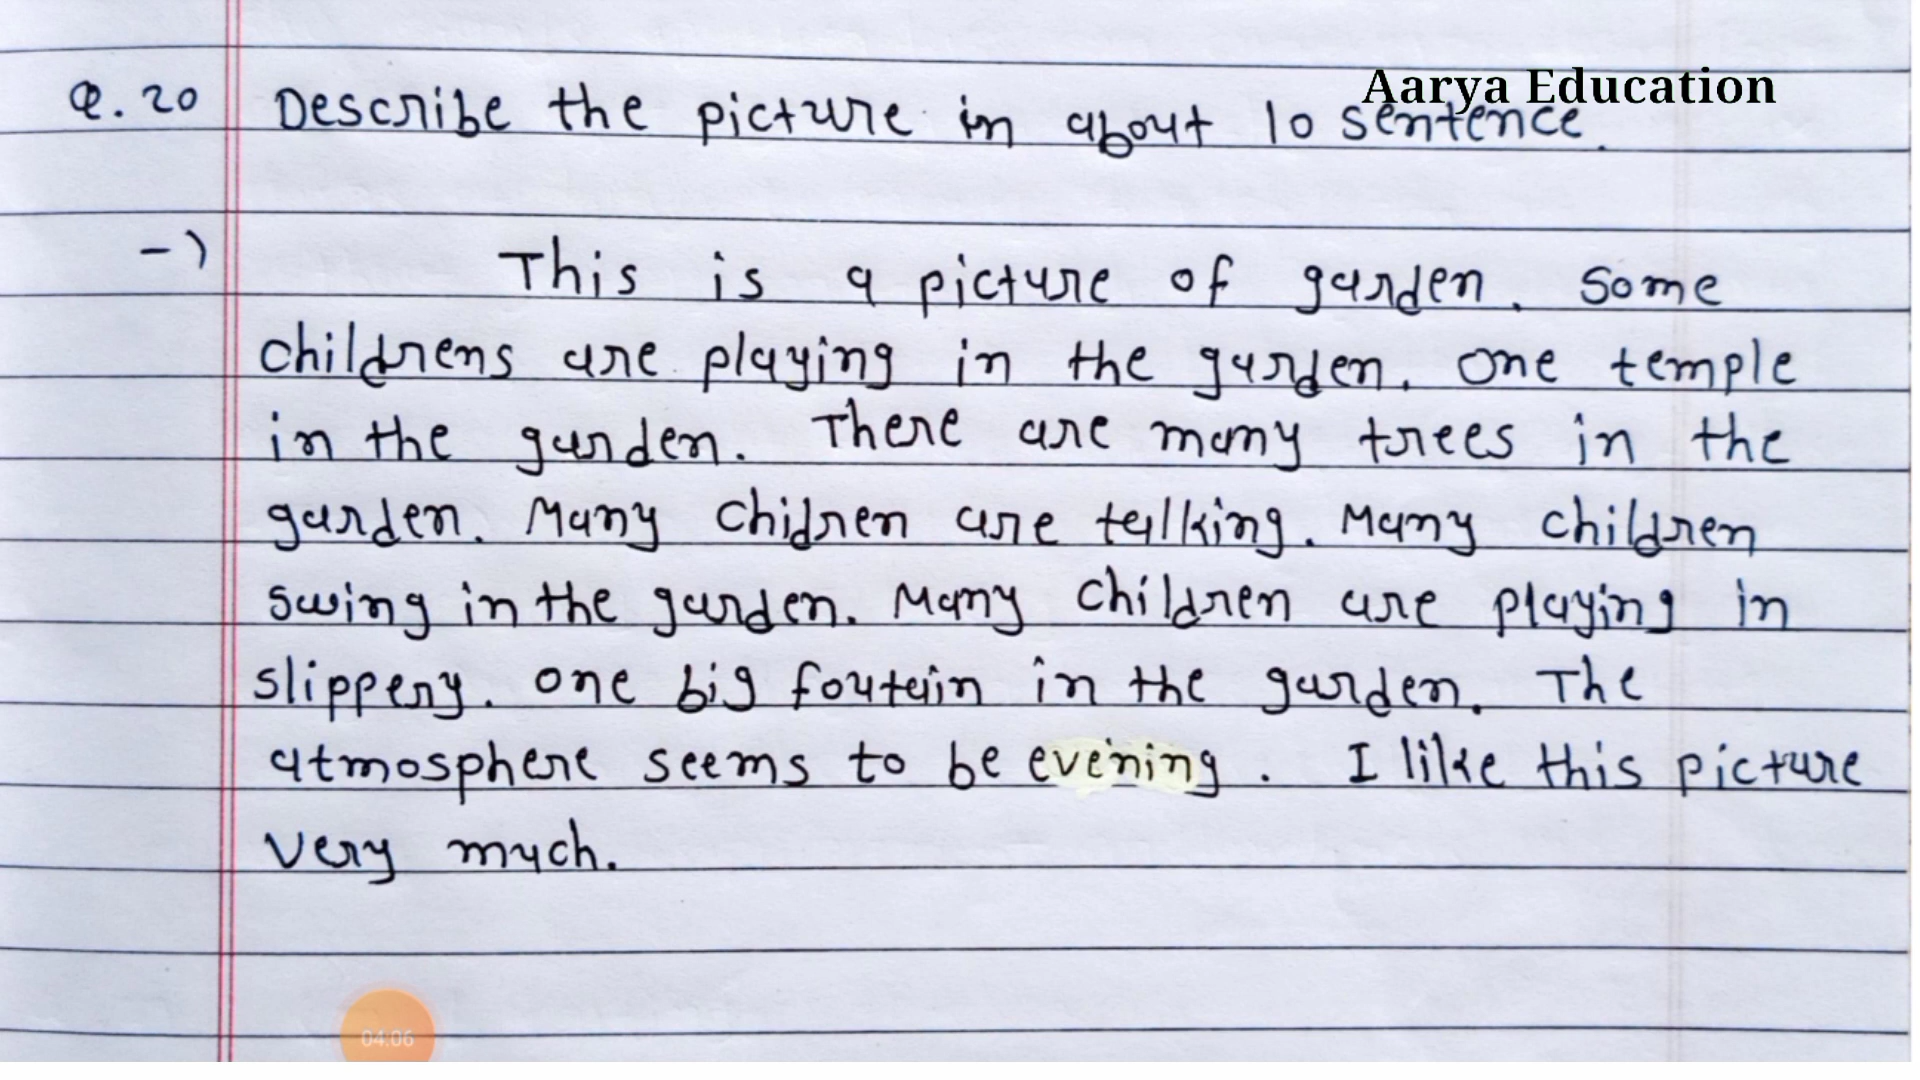 Aarya Education
Q. 20 Describe the picture in about 10 sentence.
-) This is a picture of garden. Some
childrens are playing in the garden. One temple
in the garden. There are many trees in the
garden. Many chidren are talking. Many children
swing in the garden. Many children are playing in
slippery. One big foutain in the garden. The
atmosphere seems to be evening. I like this picture
very much.
04:06